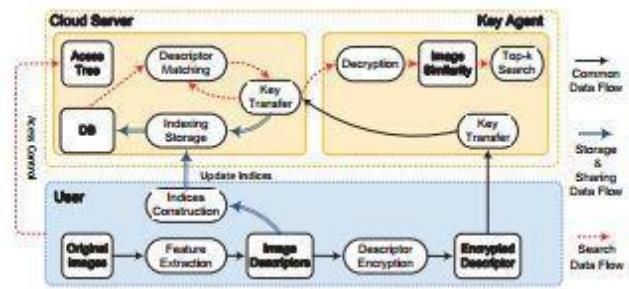 Cloud Server
Key Agent
Acess
Tree
Descriptor
Matching
Decryption
Image
Similarity
Top-k
Search
Key
Transfer
Common
Data Flow
DB
Indexing
Storage
Key
Transfer
Acess Control
Update Indices
Storage
&
Sharing
Data Flow
User
Indices
Construction
Original
Images
Feature
Extraction
Image
Descriptors
Descriptor
Encryption
Encrypted
Descriptor
Search
Data Flow